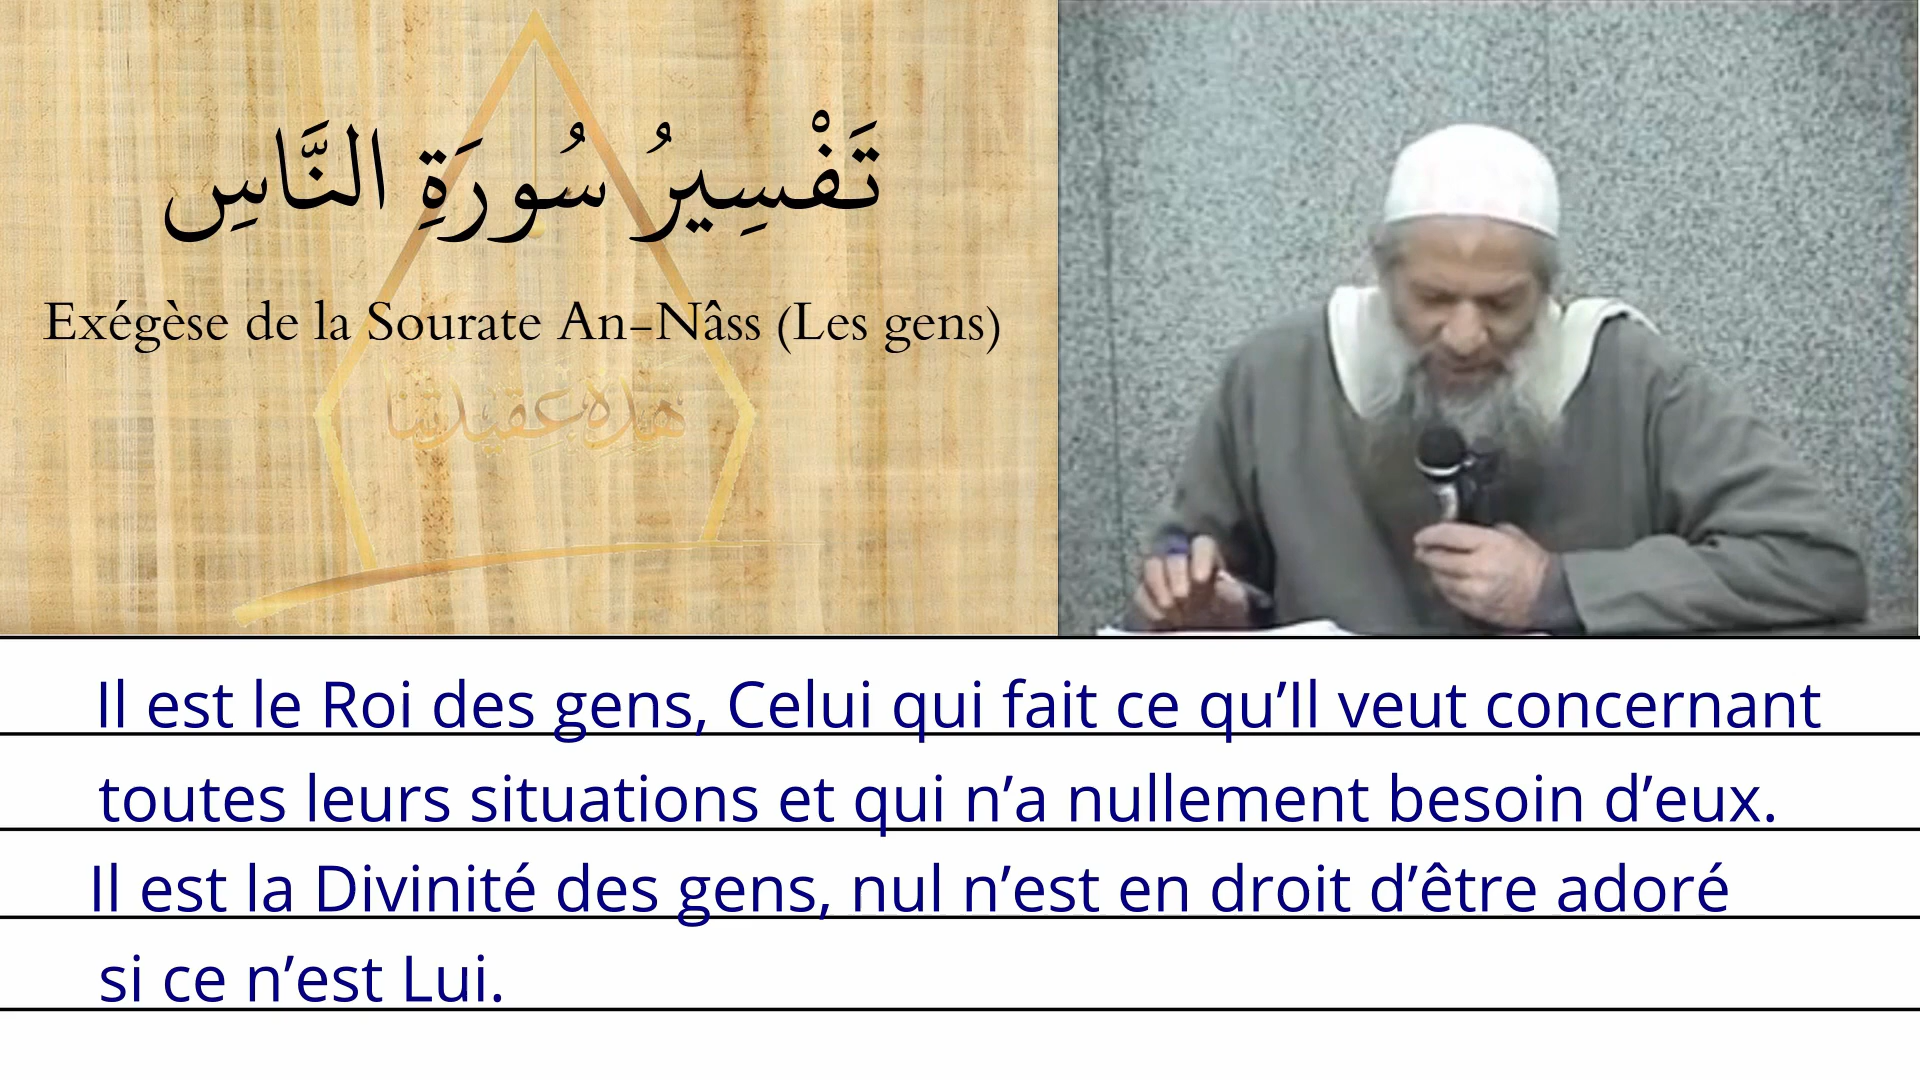 تَفْسِيرُ سُورَةِ النَّاسِ
Exégèse de la Sourate An-Nâss (Les gens)
هذه عقيدتنا
Il est le Roi des gens, Celui qui fait ce qu’Il veut concernant
toutes leurs situations et qui n’a nullement besoin d’eux.
Il est la Divinité des gens, nul n’est en droit d’être adoré
si ce n’est Lui.